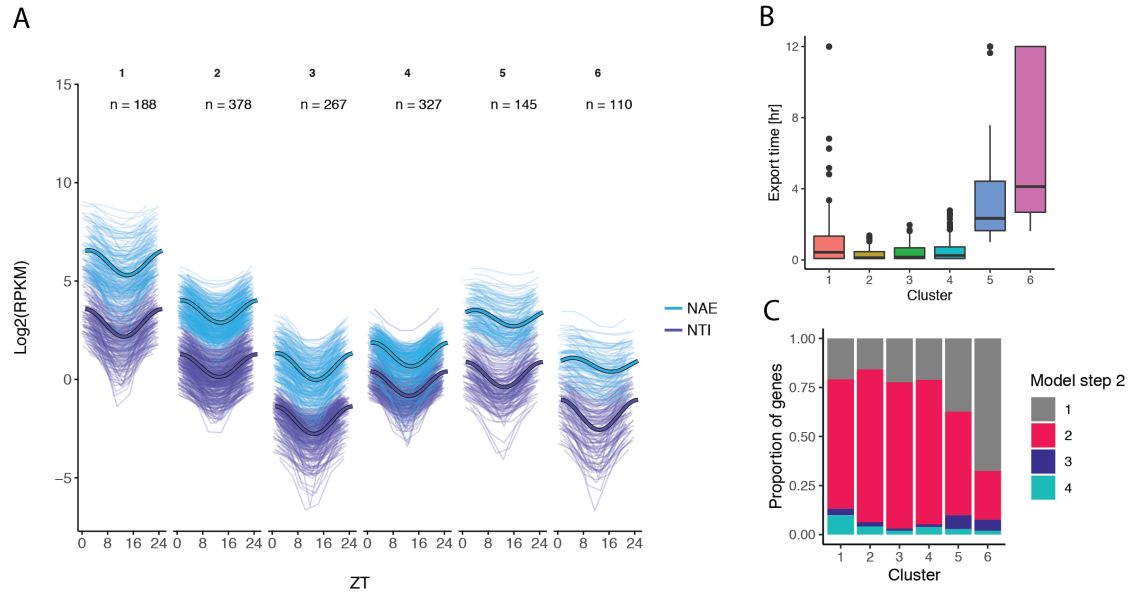 A
1 2 3 4 5 6
n = 188 n = 378 n = 267 n = 327 n = 145 n = 110
15
10
5
0
−5
Log2(RPKM)
0 8 16 24 0 8 16 24 0 8 16 24 0 8 16 24 0 8 16 24 0 8 16 24
ZT
NAE
NTI
B
12
8
4
0
Export time [hr]
1 2 3 4 5 6
Cluster
C
1.00
0.75
0.50
0.25
0.00
Proportion of genes
1 2 3 4 5 6
Cluster
Model step 2
1
2
3
4